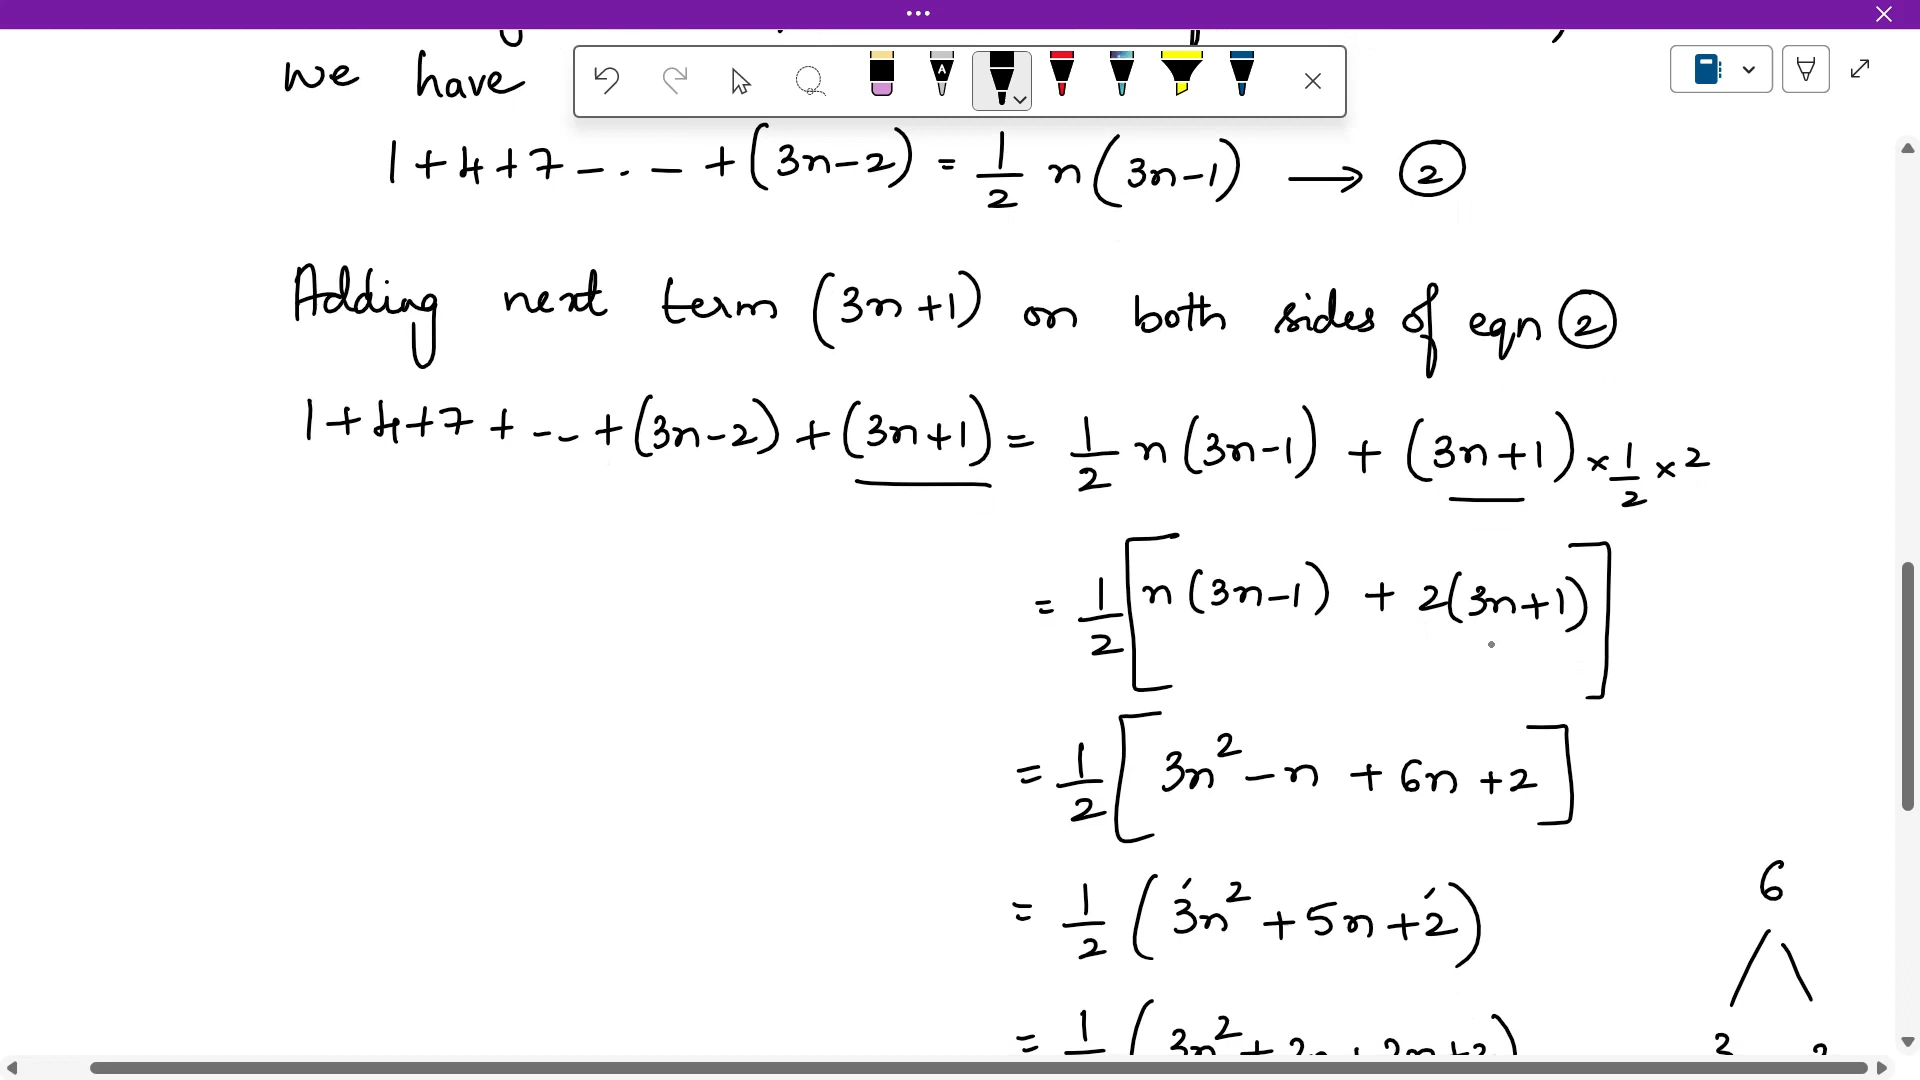 we have
1 + 4 + 7 - . - + (3n - 2) = 1/2 n (3n - 1) → ②
Adding next term (3n + 1) on both sides of eqn ②
1 + 4 + 7 + -- + (3n - 2) + (3n + 1) = 1/2 n (3n - 1) + (3n + 1) × 1/2 × 2
= 1/2 [n (3n - 1) + 2(3n + 1)]
= 1/2 [3n² - n + 6n + 2]
6
= 1/2 (3n² + 5n + 2)
= 1 (3n² + 3